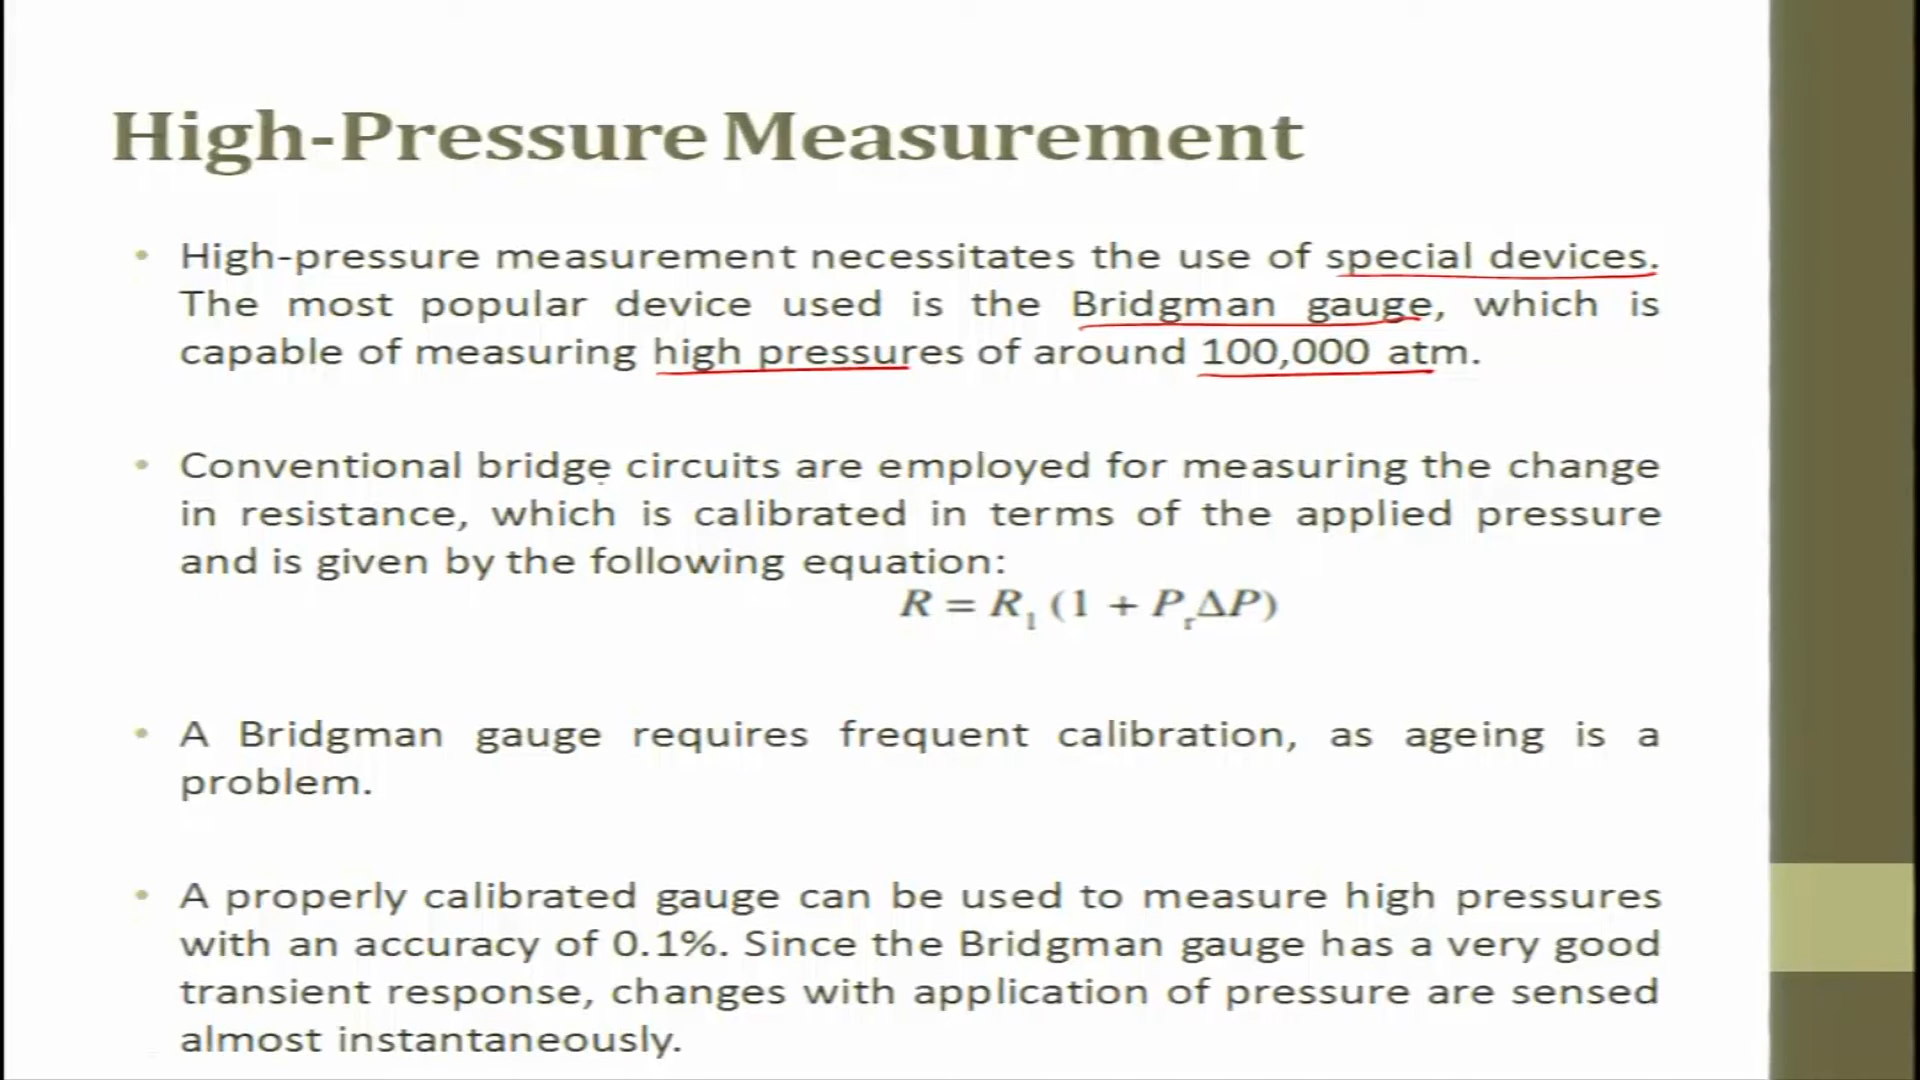 High-Pressure Measurement
• High-pressure measurement necessitates the use of special devices.
The most popular device used is the Bridgman gauge, which is
capable of measuring high pressures of around 100,000 atm.
• Conventional bridge circuits are employed for measuring the change
in resistance, which is calibrated in terms of the applied pressure
and is given by the following equation:
R = R₁ (1 + PᵣΔP)
• A Bridgman gauge requires frequent calibration, as ageing is a
problem.
• A properly calibrated gauge can be used to measure high pressures
with an accuracy of 0.1%. Since the Bridgman gauge has a very good
transient response, changes with application of pressure are sensed
almost instantaneously.